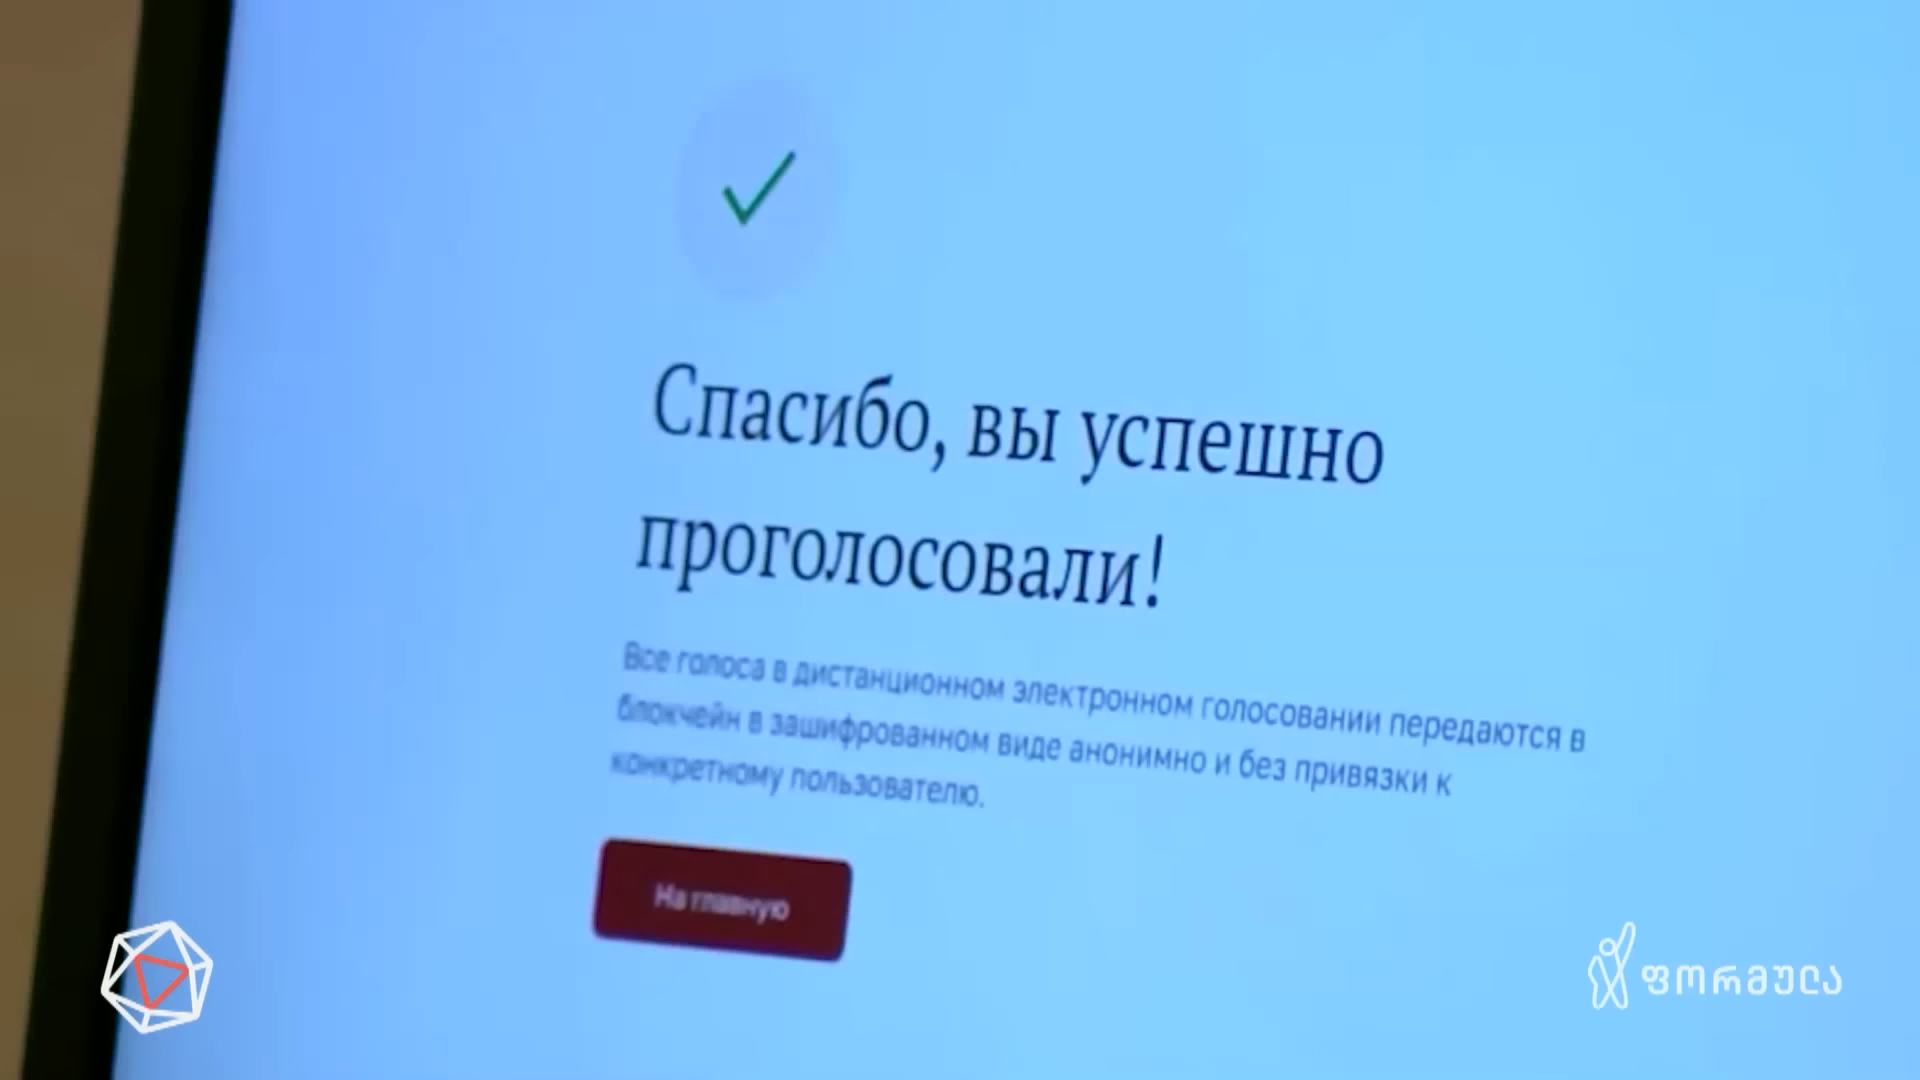 Спасибо, вы успешно
проголосовали!
Все голоса в дистанционном электронном голосовании передаются в
блокчейн в зашифрованном виде анонимно и без привязки к
конкретному пользователю.
На главную
ფორმულა